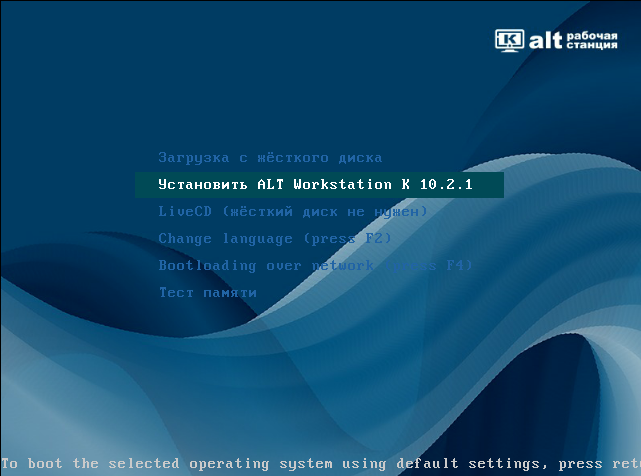 K alt рабочая
станция
Загрузка с жёсткого диска
Установить ALT Workstation K 10.2.1
LiveCD (жёсткий диск не нужен)
Change language (press F2)
Bootloading over network (press F4)
Тест памяти
To boot the selected operating system using default settings, press ret